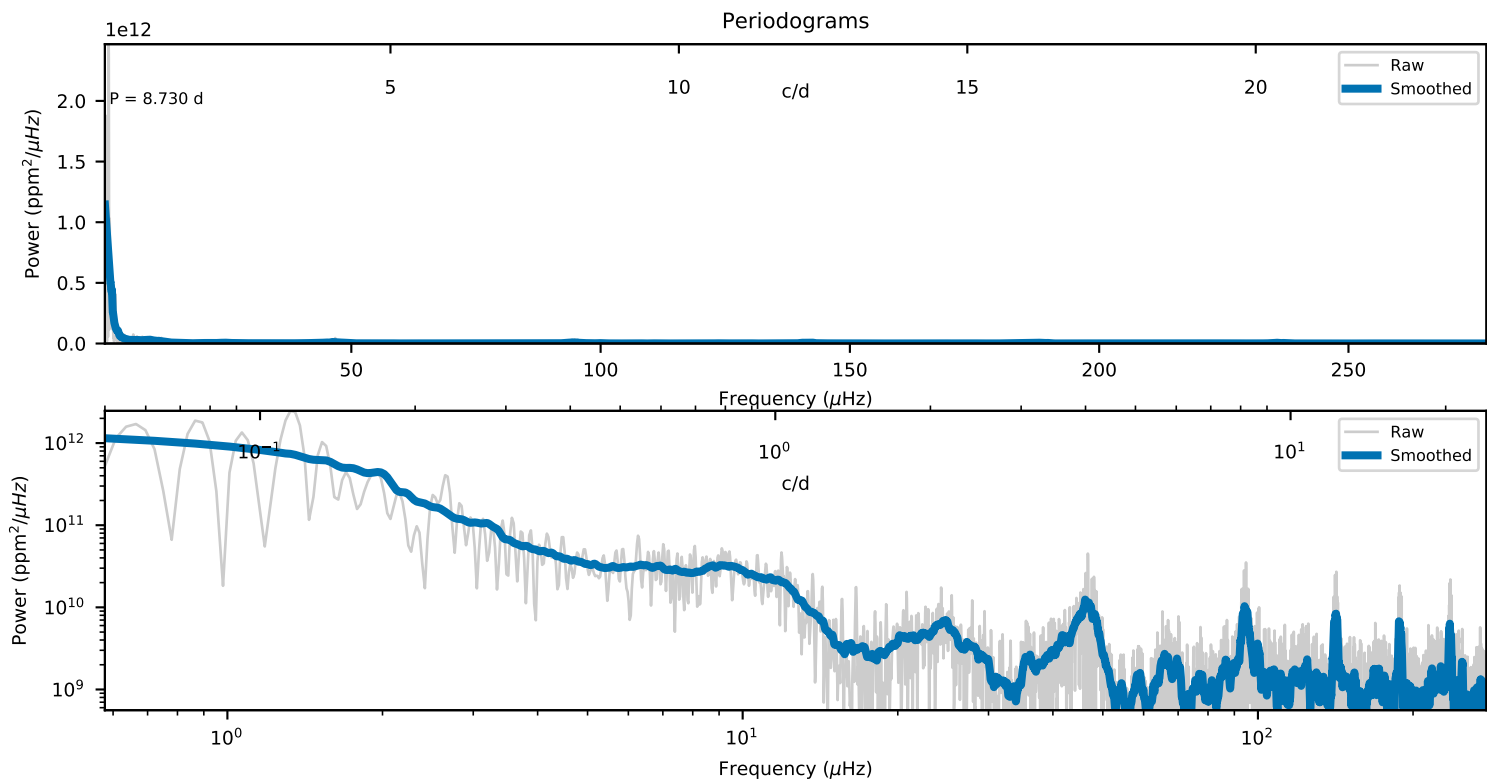 Periodograms
1e12
5 10 15 20
c/d
P = 8.730 d
Raw
Smoothed
Power (ppm²/μHz)
2.0
1.5
1.0
0.5
0.0
50 100 150 200 250
Frequency (μHz)
10⁻¹ 10⁰ 10¹
c/d
Raw
Smoothed
Power (ppm²/μHz)
10¹²
10¹¹
10¹⁰
10⁹
10⁰ 10¹ 10²
Frequency (μHz)